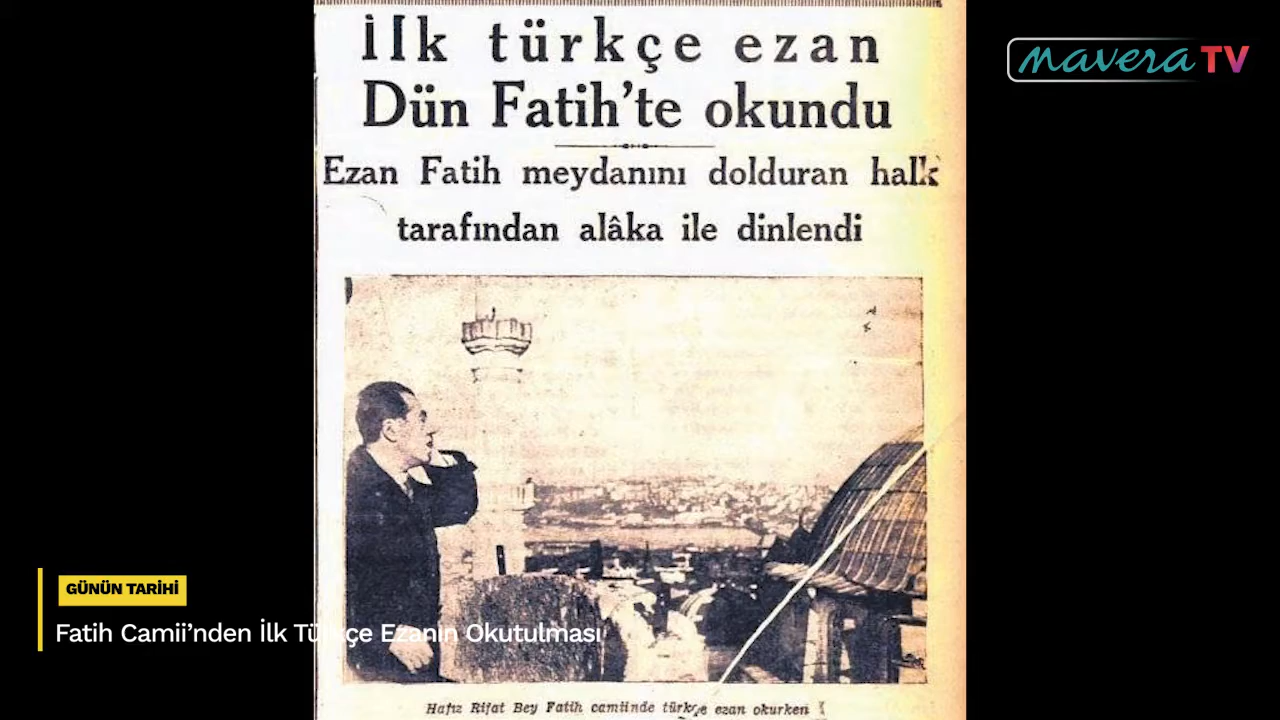 İlk türkçe ezan
Dün Fatih’te okundu
Ezan Fatih meydanını dolduran halk
tarafından alâka ile dinlendi
mavera TV
GÜNÜN TARİHİ
Fatih Camii’nden İlk Türkçe Ezanın Okutulması
Hafız Rifat Bey Fatih camiinde türkçe ezan okurken